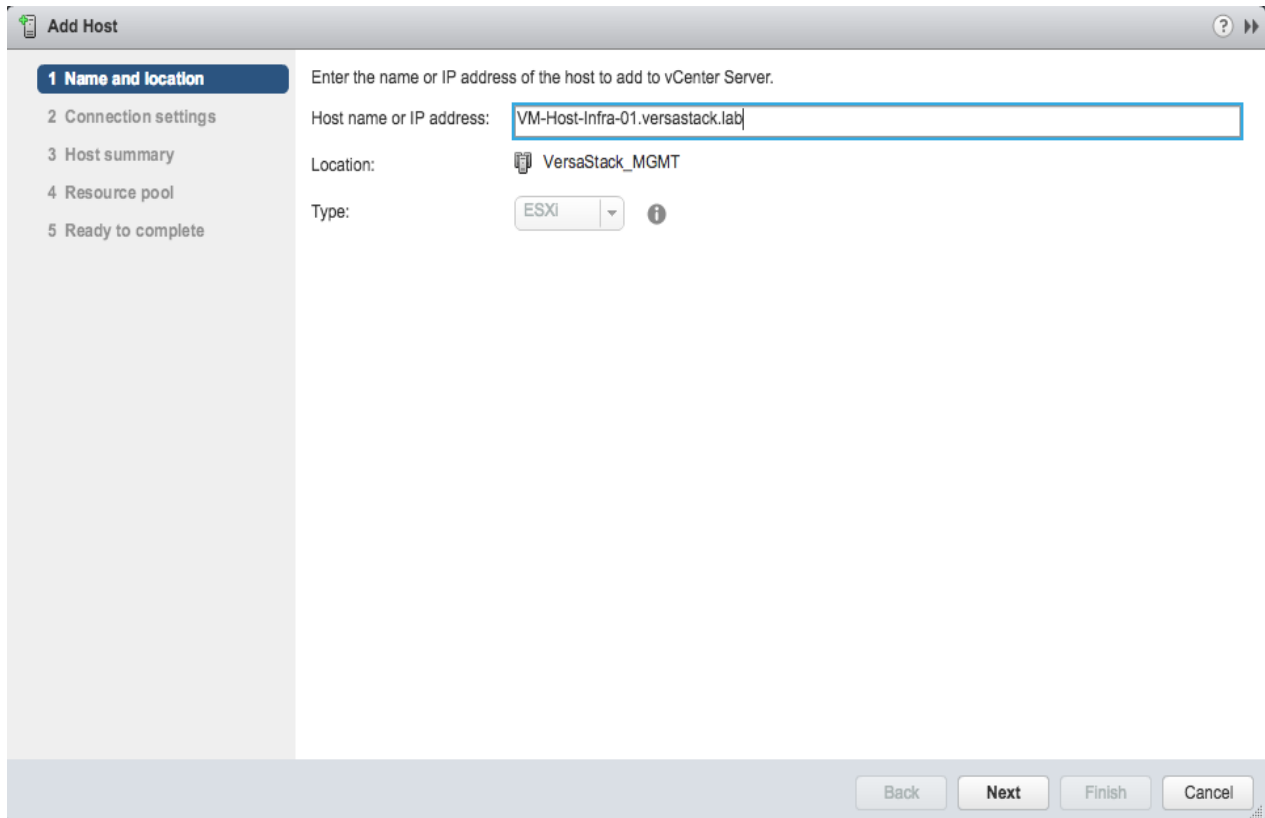 Add Host
?
1 Name and location
2 Connection settings
3 Host summary
4 Resource pool
5 Ready to complete
Enter the name or IP address of the host to add to vCenter Server.
Host name or IP address: VM-Host-Infra-01.versastack.lab
Location: VersaStack_MGMT
Type: ESXi
Back Next Finish Cancel